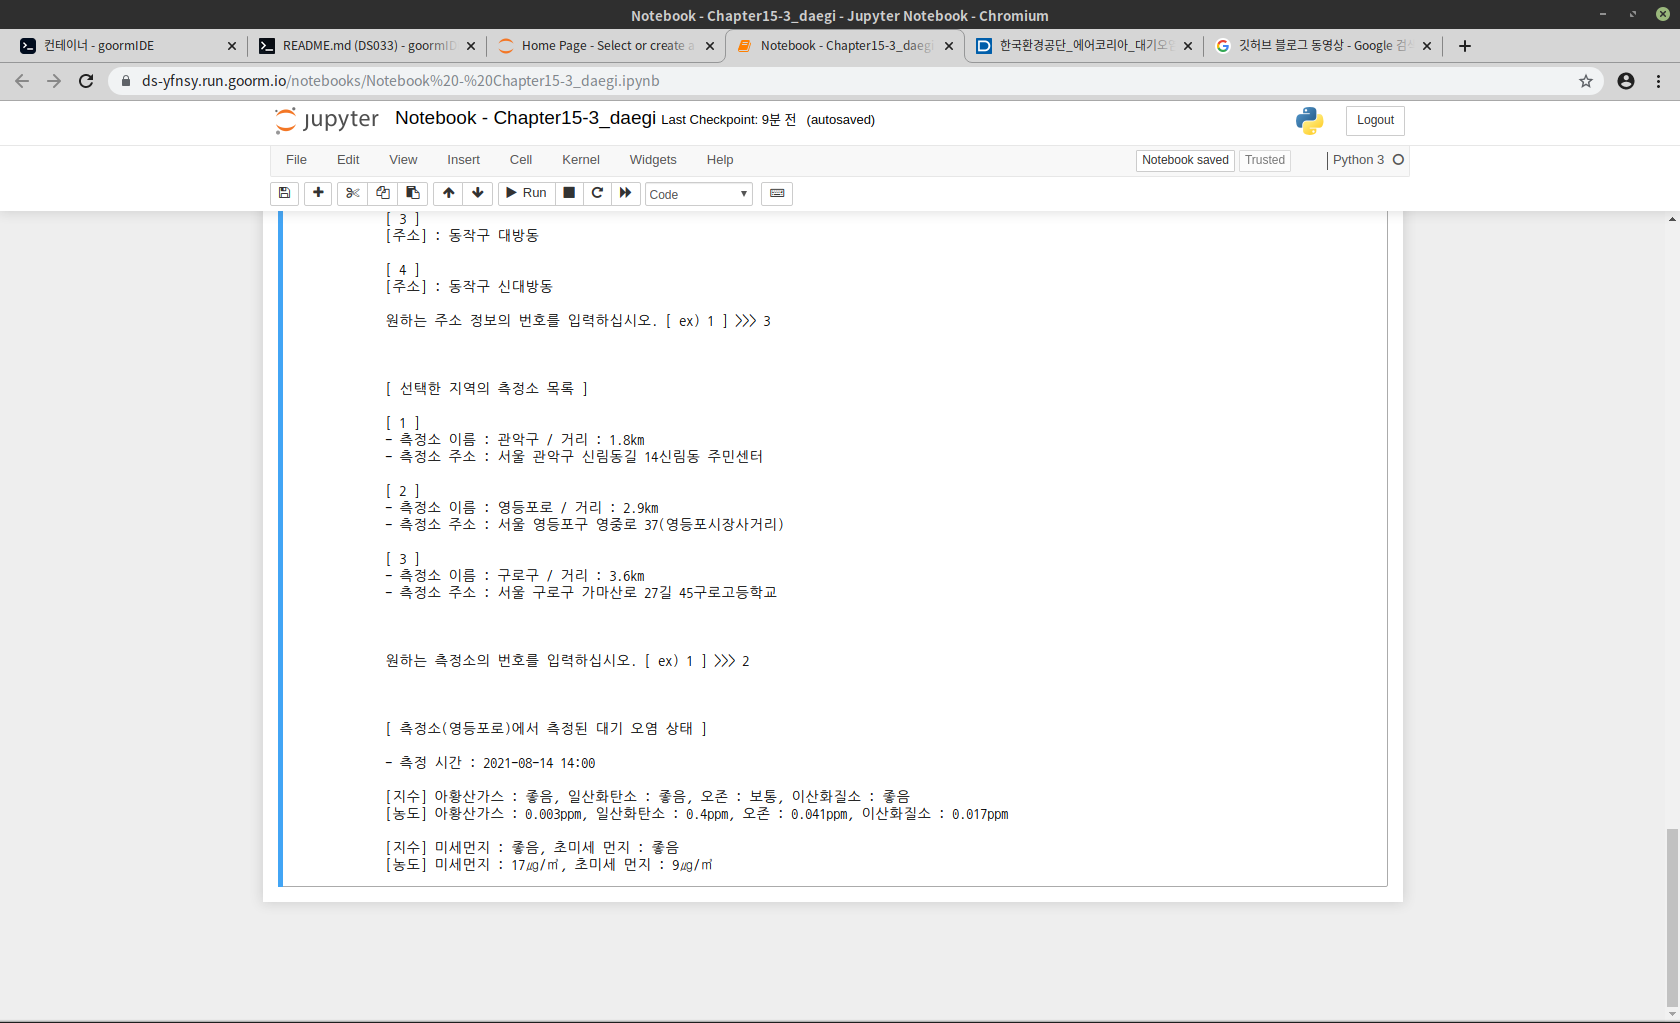 Notebook - Chapter15-3_daegi - Jupyter Notebook - Chromium
컨테이너 - goormIDE
README.md (DS033) - goormID
Home Page - Select or create a
Notebook - Chapter15-3_daegi
한국환경공단_에어코리아_대기오
깃허브 블로그 동영상 - Google 검
ds-yfnsy.run.goorm.io/notebooks/Notebook%20-%20Chapter15-3_daegi.ipynb
jupyter Notebook - Chapter15-3_daegi Last Checkpoint: 9분 전 (autosaved)
Logout
File Edit View Insert Cell Kernel Widgets Help
Notebook saved Trusted Python 3
Run Code
[ 3 ]
[주소] : 동작구 대방동
[ 4 ]
[주소] : 동작구 신대방동
원하는 주소 정보의 번호를 입력하십시오. [ ex) 1 ] >>> 3
[ 선택한 지역의 측정소 목록 ]
[ 1 ]
- 측정소 이름 : 관악구 / 거리 : 1.8km
- 측정소 주소 : 서울 관악구 신림동길 14신림동 주민센터
[ 2 ]
- 측정소 이름 : 영등포로 / 거리 : 2.9km
- 측정소 주소 : 서울 영등포구 영중로 37(영등포시장사거리)
[ 3 ]
- 측정소 이름 : 구로구 / 거리 : 3.6km
- 측정소 주소 : 서울 구로구 가마산로 27길 45구로고등학교
원하는 측정소의 번호를 입력하십시오. [ ex) 1 ] >>> 2
[ 측정소(영등포로)에서 측정된 대기 오염 상태 ]
- 측정 시간 : 2021-08-14 14:00
[지수] 아황산가스 : 좋음, 일산화탄소 : 좋음, 오존 : 보통, 이산화질소 : 좋음
[농도] 아황산가스 : 0.003ppm, 일산화탄소 : 0.4ppm, 오존 : 0.041ppm, 이산화질소 : 0.017ppm
[지수] 미세먼지 : 좋음, 초미세 먼지 : 좋음
[농도] 미세먼지 : 17㎍/㎥, 초미세 먼지 : 9㎍/㎥